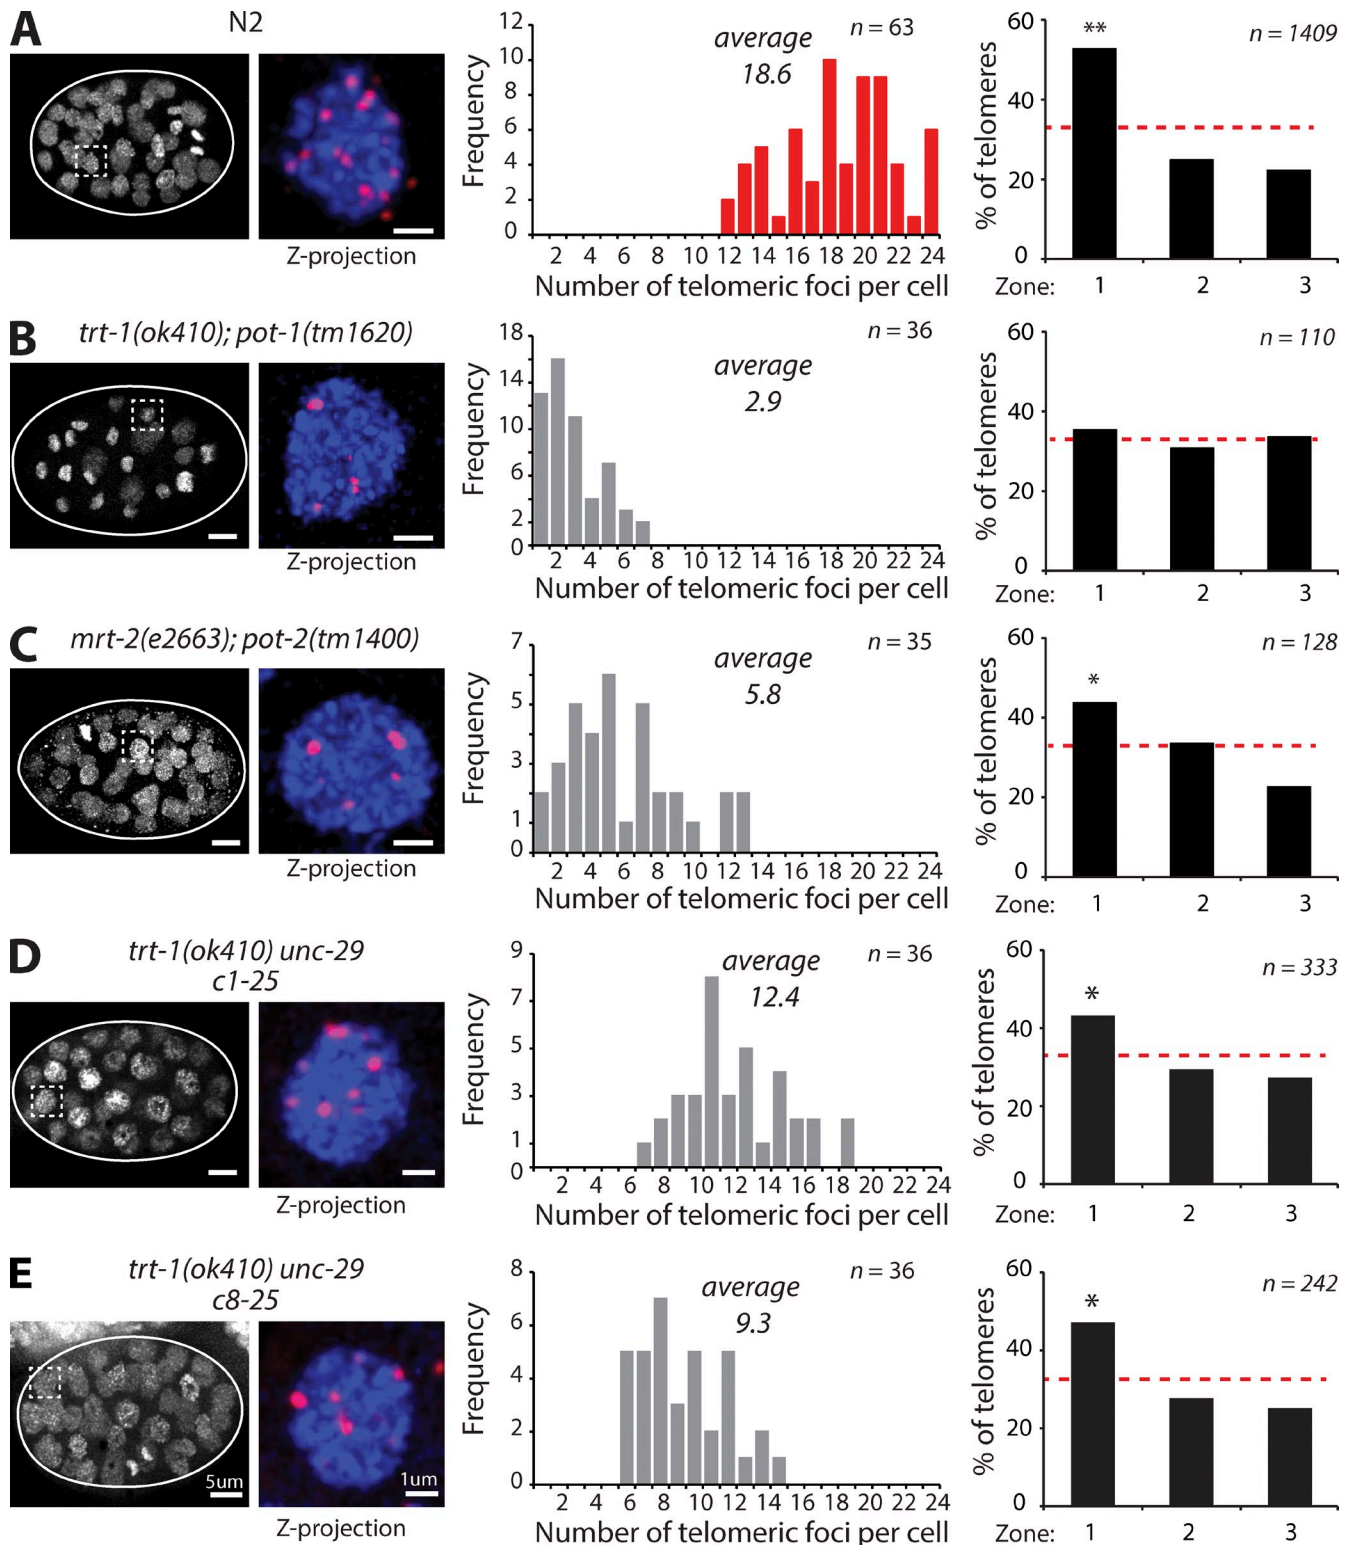 A
N2
Z-projection
Frequency
12
10
8
6
4
2
0
average
18.6
n = 63
2 4 6 8 10 12 14 16 18 20 22 24
Number of telomeric foci per cell
% of telomeres
60
40
20
0
**
n = 1409
Zone: 1 2 3
B
trt-1(ok410); pot-1(tm1620)
Z-projection
Frequency
18
14
10
6
2
0
average
2.9
n = 36
2 4 6 8 10 12 14 16 18 20 22 24
Number of telomeric foci per cell
% of telomeres
60
40
20
0
n = 110
Zone: 1 2 3
C
mrt-2(e2663); pot-2(tm1400)
Z-projection
Frequency
7
5
3
1
0
average
5.8
n = 35
2 4 6 8 10 12 14 16 18 20 22 24
Number of telomeric foci per cell
% of telomeres
60
40
20
0
*
n = 128
Zone: 1 2 3
D
trt-1(ok410) unc-29
c1-25
Z-projection
Frequency
9
7
5
3
1
0
average
12.4
n = 36
2 4 6 8 10 12 14 16 18 20 22 24
Number of telomeric foci per cell
% of telomeres
60
40
20
0
*
n = 333
Zone: 1 2 3
E
trt-1(ok410) unc-29
c8-25
5um
1um
Z-projection
Frequency
8
6
4
2
0
average
9.3
n = 36
2 4 6 8 10 12 14 16 18 20 22 24
Number of telomeric foci per cell
% of telomeres
60
40
20
0
*
n = 242
Zone: 1 2 3